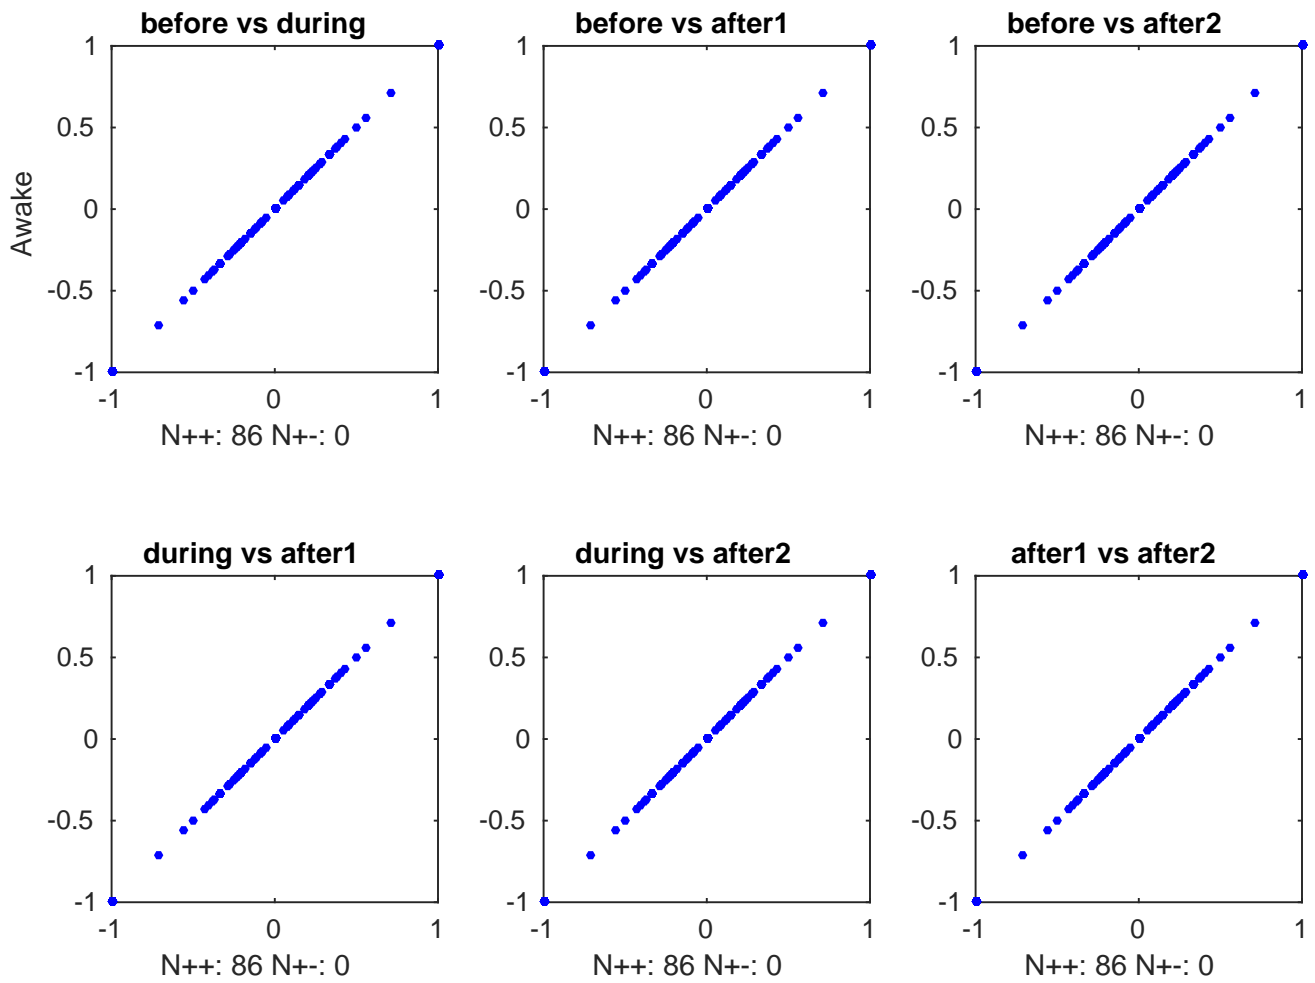 before vs during
before vs after1
before vs after2
1
0.5
0
-0.5
-1
Awake
-1 0 1
N++: 86 N+-: 0
1
0.5
0
-0.5
-1
-1 0 1
N++: 86 N+-: 0
1
0.5
0
-0.5
-1
-1 0 1
N++: 86 N+-: 0
during vs after1
during vs after2
after1 vs after2
1
0.5
0
-0.5
-1
-1 0 1
N++: 86 N+-: 0
1
0.5
0
-0.5
-1
-1 0 1
N++: 86 N+-: 0
1
0.5
0
-0.5
-1
-1 0 1
N++: 86 N+-: 0